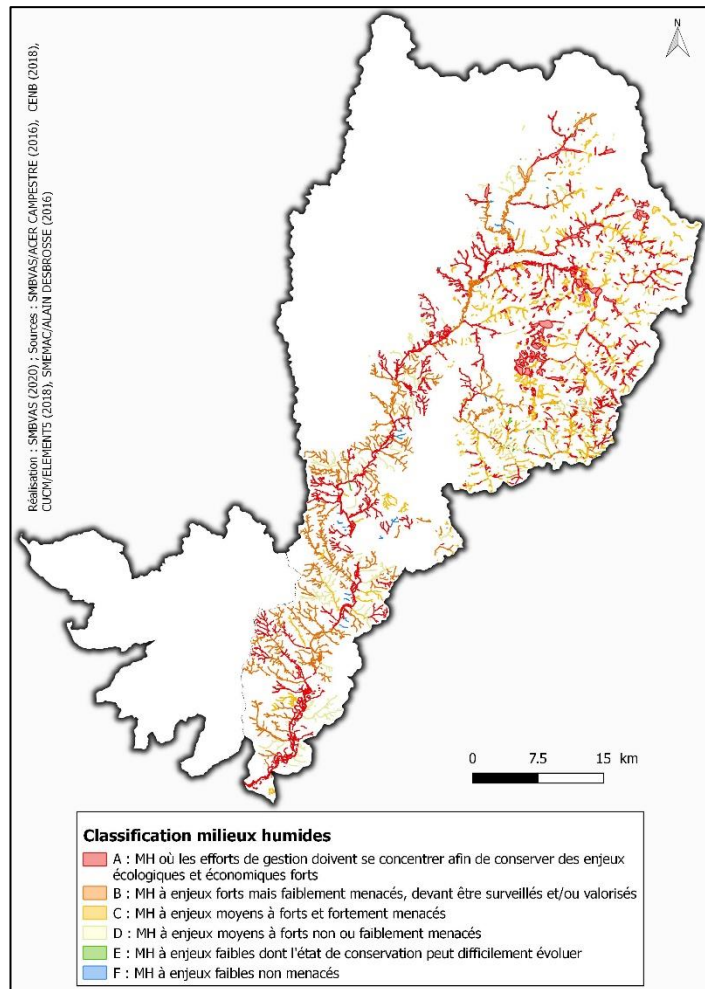 Réalisation : SMBVAS (2020) ; Sources : SMBVAS/ACER CAMPESTRE (2016), CENB (2018),
CUCM/ELEMENT5 (2018), SMEMAC/ALAIN DESBROSSE (2016)
N
0 7.5 15 km
Classification milieux humides
A : MH où les efforts de gestion doivent se concentrer afin de conserver des enjeux
écologiques et économiques forts
B : MH à enjeux forts mais faiblement menacés, devant être surveillés et/ou valorisés
C : MH à enjeux moyens à forts et fortement menacés
D : MH à enjeux moyens à forts non ou faiblement menacés
E : MH à enjeux faibles dont l'état de conservation peut difficilement évoluer
F : MH à enjeux faibles non menacés